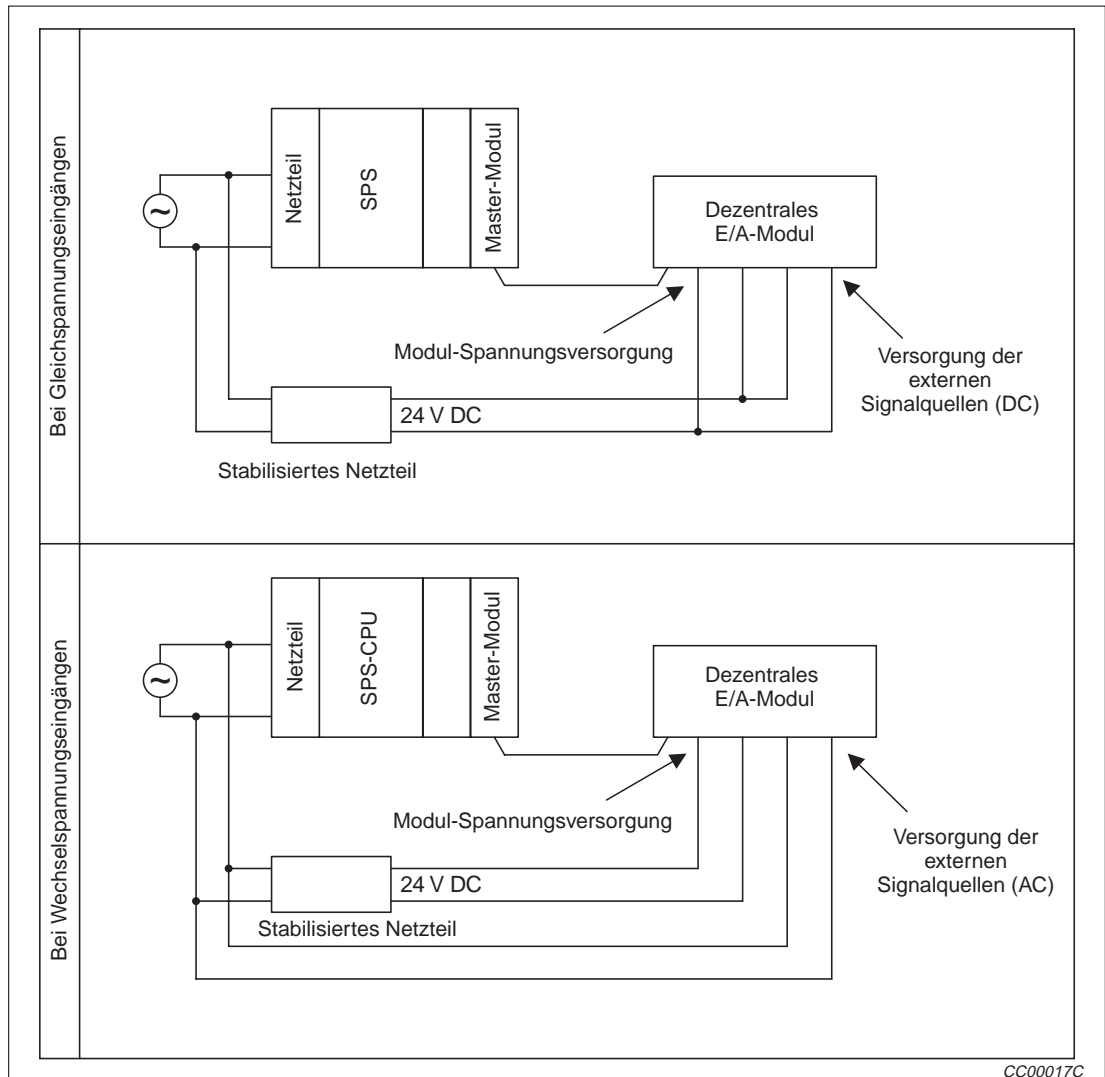 Bei Gleichspannungseingängen
Netzteil
SPS
Master-Modul
Dezentrales
E/A-Modul
Modul-Spannungsversorgung
Versorgung der
externen
Signalquellen (DC)
24 V DC
Stabilisiertes Netzteil
Bei Wechselspannungseingängen
Netzteil
SPS-CPU
Master-Modul
Dezentrales
E/A-Modul
Modul-Spannungsversorgung
Versorgung der
externen
Signalquellen (AC)
24 V DC
Stabilisiertes Netzteil
CC00017C